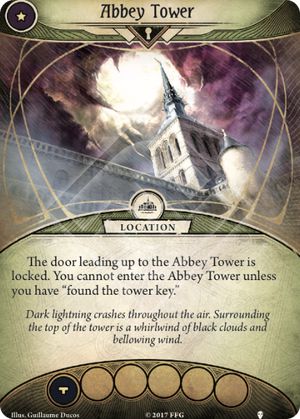 Abbey Tower
LOCATION
The door leading up to the Abbey Tower is
locked. You cannot enter the Abbey Tower unless
you have “found the tower key.”
Dark lightning crashes throughout the air. Surrounding
the top of the tower is a whirlwind of black clouds and
bellowing wind.
Illus. Guillaume Ducos
© 2017 FFG